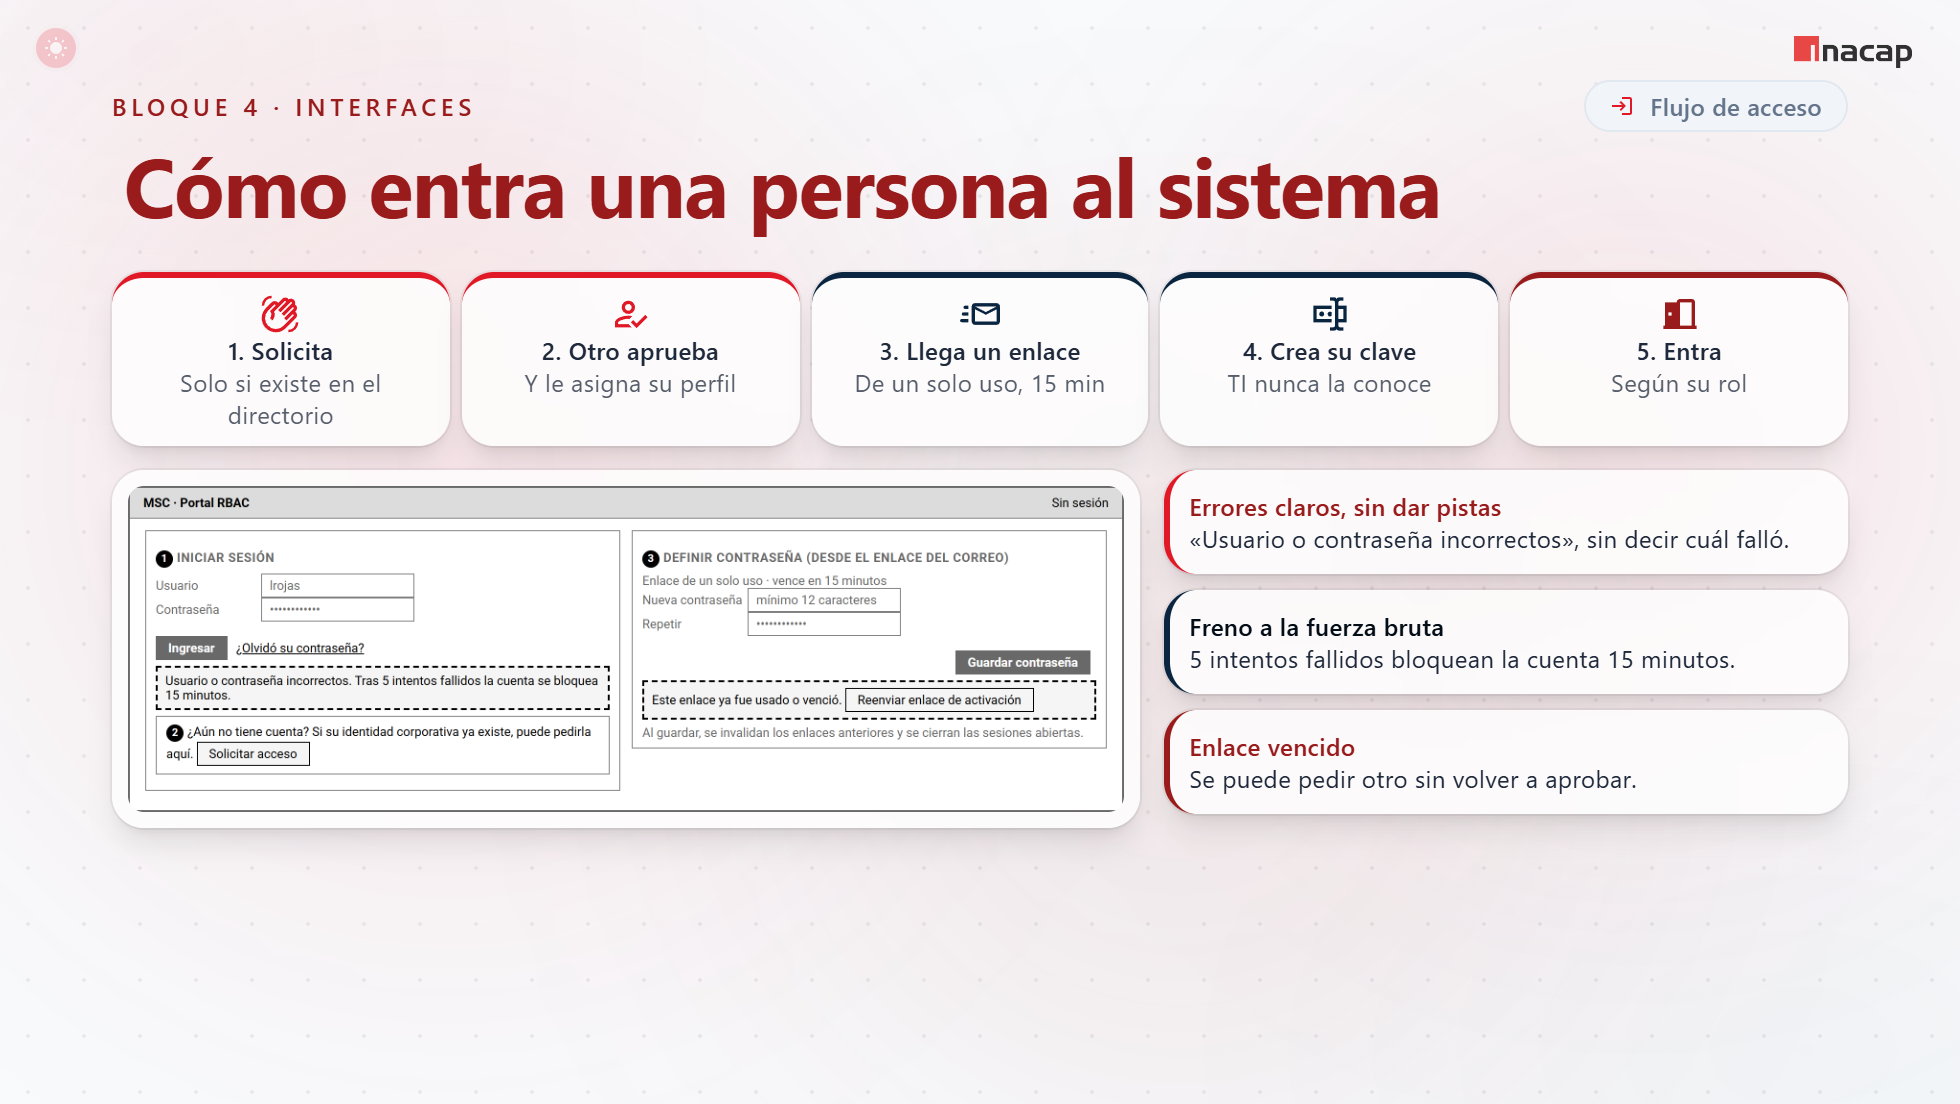 inacap
BLOQUE 4 · INTERFACES
Flujo de acceso
Cómo entra una persona al sistema
1. Solicita
Solo si existe en el
directorio
2. Otro aprueba
Y le asigna su perfil
3. Llega un enlace
De un solo uso, 15 min
4. Crea su clave
TI nunca la conoce
5. Entra
Según su rol
MSC · Portal RBAC
Sin sesión
1 INICIAR SESIÓN
Usuario
lrojas
Contraseña
••••••••••••
Ingresar
¿Olvidó su contraseña?
Usuario o contraseña incorrectos. Tras 5 intentos fallidos la cuenta se bloquea
15 minutos.
2 ¿Aún no tiene cuenta? Si su identidad corporativa ya existe, puede pedirla
aquí. Solicitar acceso
3 DEFINIR CONTRASEÑA (DESDE EL ENLACE DEL CORREO)
Enlace de un solo uso · vence en 15 minutos
Nueva contraseña
mínimo 12 caracteres
Repetir
••••••••••••
Guardar contraseña
Este enlace ya fue usado o venció. Reenviar enlace de activación
Al guardar, se invalidan los enlaces anteriores y se cierran las sesiones abiertas.
Errores claros, sin dar pistas
«Usuario o contraseña incorrectos», sin decir cuál falló.
Freno a la fuerza bruta
5 intentos fallidos bloquean la cuenta 15 minutos.
Enlace vencido
Se puede pedir otro sin volver a aprobar.